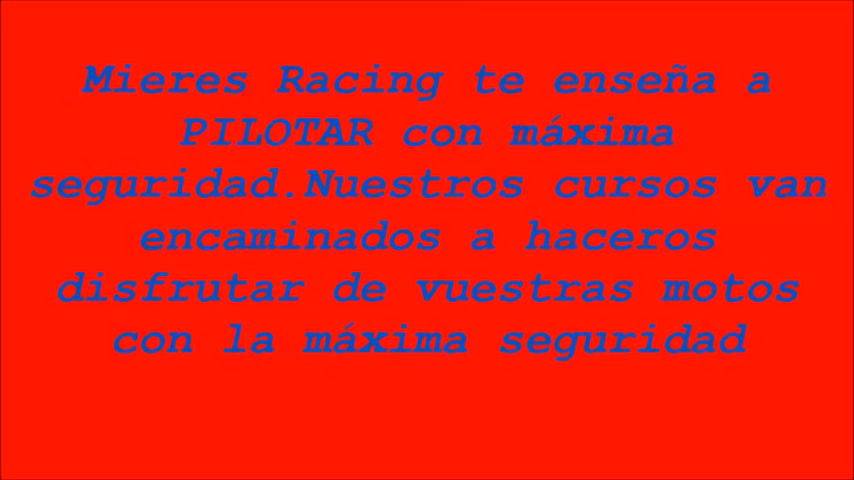 Mieres Racing te enseña a
PILOTAR con máxima
seguridad.Nuestros cursos van
encaminados a haceros
disfrutar de vuestras motos
con la máxima seguridad